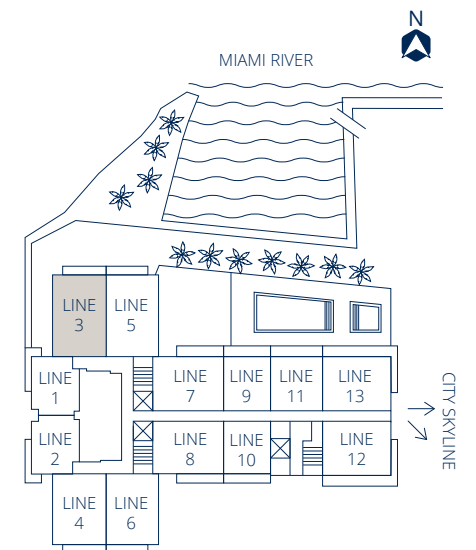 N
MIAMI RIVER
LINE
3
LINE
5
LINE
1
LINE
7
LINE
9
LINE
11
LINE
13
CITY SKYLINE
LINE
2
LINE
8
LINE
10
LINE
12
LINE
4
LINE
6